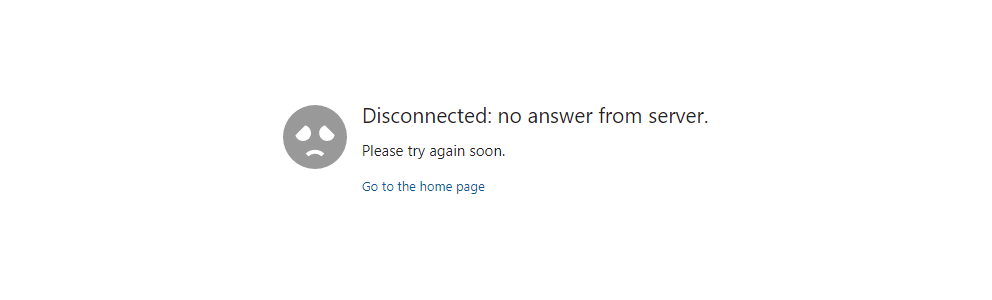 Disconnected: no answer from server.
Please try again soon.
Go to the home page